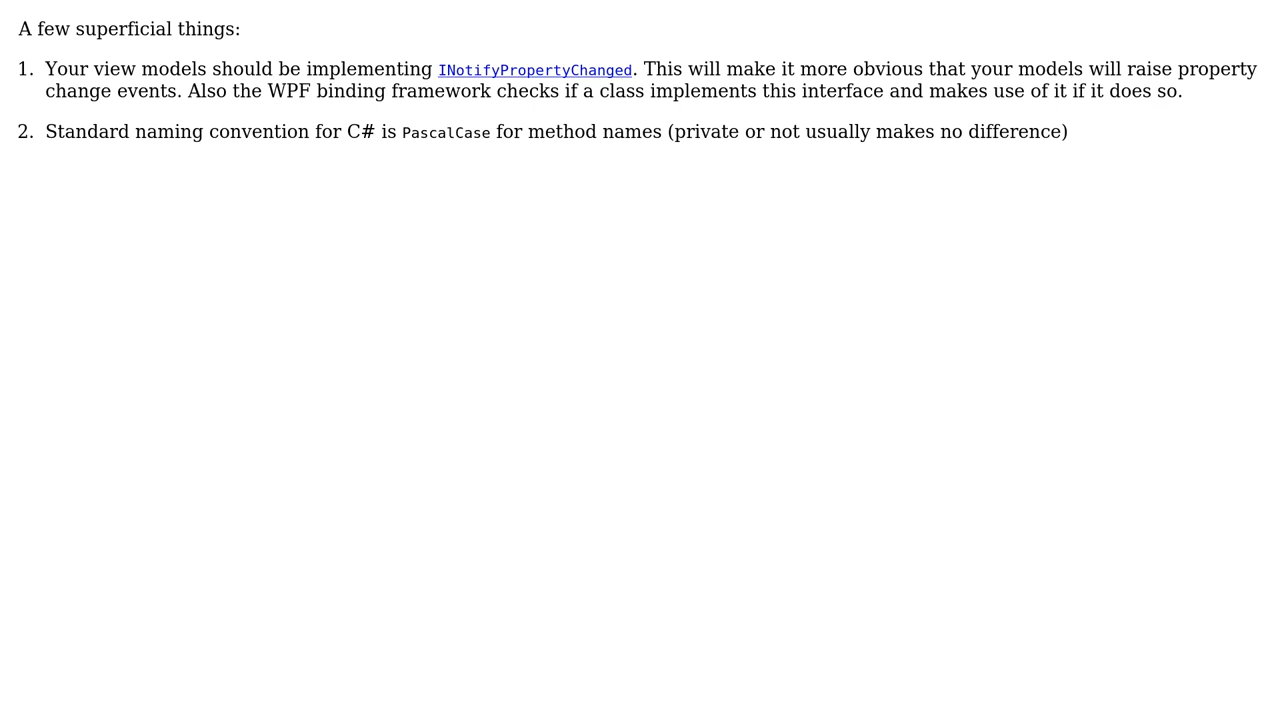 A few superficial things:
1. Your view models should be implementing INotifyPropertyChanged. This will make it more obvious that your models will raise property
change events. Also the WPF binding framework checks if a class implements this interface and makes use of it if it does so.
2. Standard naming convention for C# is PascalCase for method names (private or not usually makes no difference)